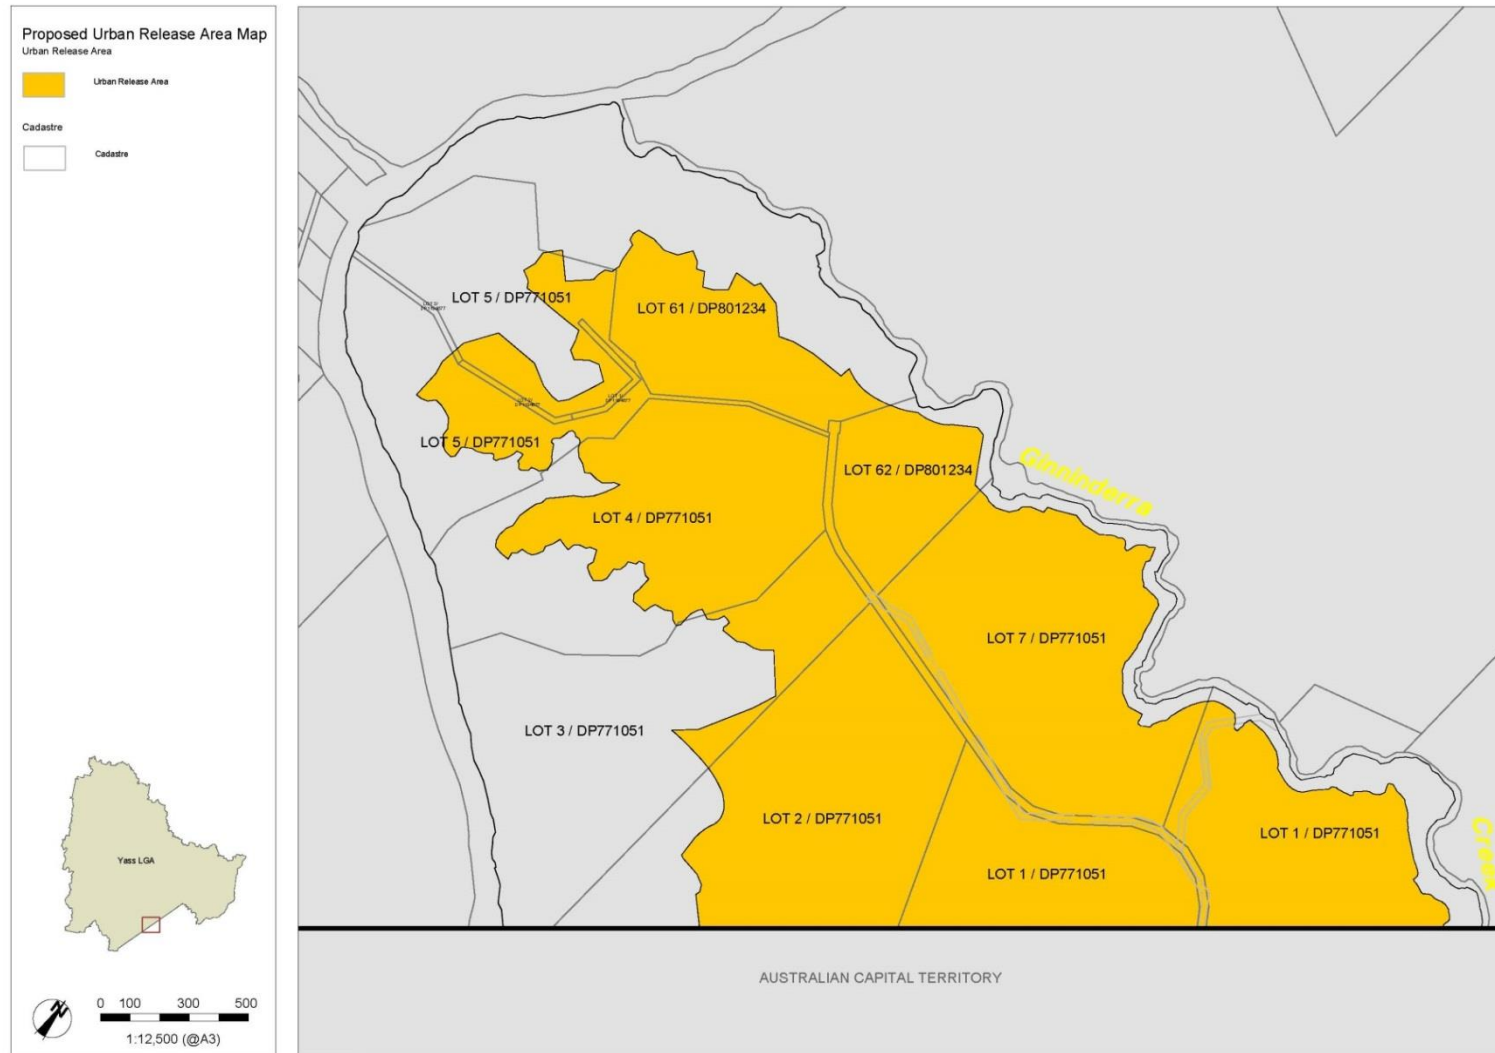 Proposed Urban Release Area Map
Urban Release Area
Urban Release Area
Cadastre
Cadastre
Yass LGA
0 100 300 500
1:12,500 (@A3)
LOT 5 / DP771051
LOT 61 / DP801234
LOT 5 / DP771051
LOT 62 / DP801234
LOT 4 / DP771051
Ginninderra
LOT 7 / DP771051
LOT 3 / DP771051
LOT 2 / DP771051
LOT 1 / DP771051
LOT 1 / DP771051
Creek
AUSTRALIAN CAPITAL TERRITORY